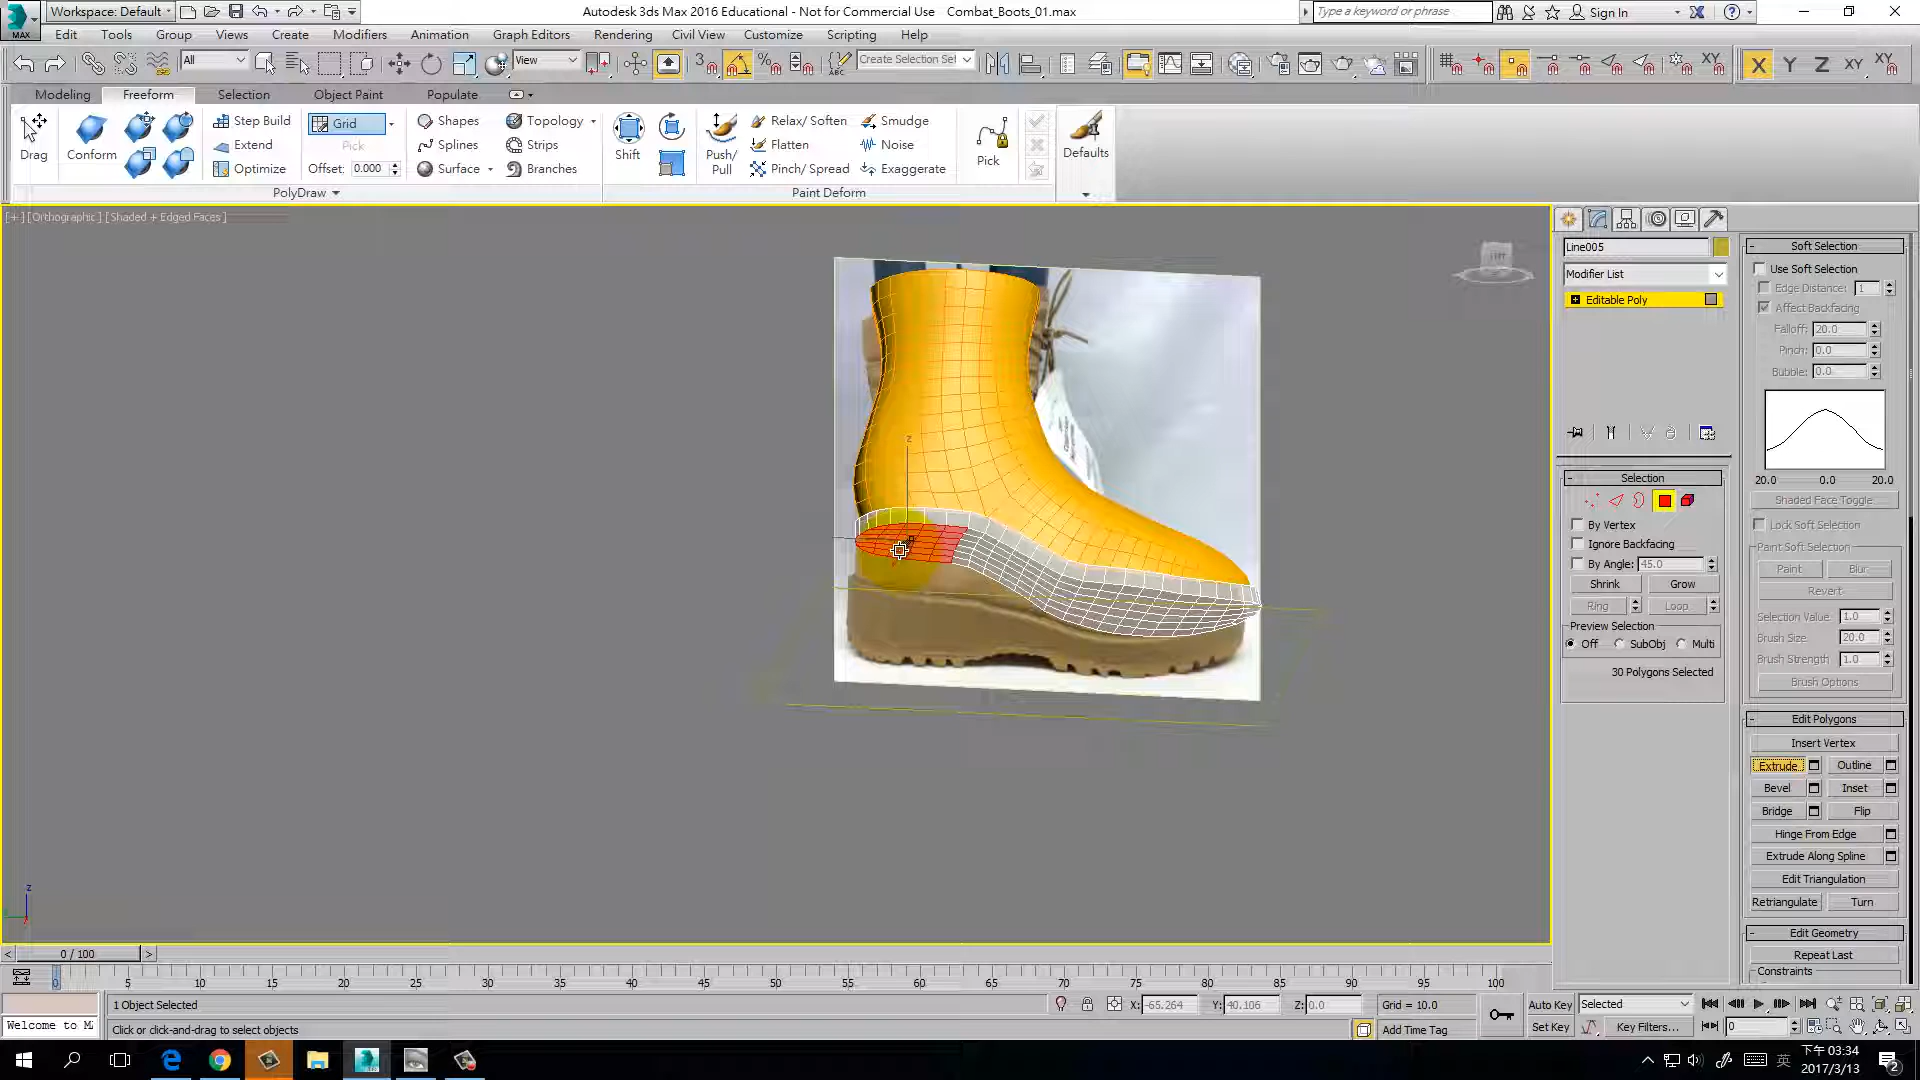 Workspace: Default
Autodesk 3ds Max 2016 Educational - Not for Commercial Use Combat_Boots_01.max
Type a keyword or phrase
Sign In
MAX
Edit Tools Group Views Create Modifiers Animation Graph Editors Rendering Civil View Customize Scripting Help
All
View
3
%
ABC
Create Selection Set
XY
X Y Z XY XY
Modeling Freeform Selection Object Paint Populate
Drag
Conform
Step Build
Extend
Optimize
Grid
Pick
Offset: 0.000
Shapes
Splines
Surface
Topology
Strips
Branches
Shift
Push/
Pull
Relax/ Soften
Flatten
Pinch/ Spread
Smudge
Noise
Exaggerate
Pick
Defaults
PolyDraw
Paint Deform
[+] [Orthographic] [Shaded + Edged Faces]
z
z
Line005
Modifier List
Editable Poly
Selection
By Vertex
Ignore Backfacing
By Angle: 45.0
Shrink Grow
Ring Loop
Preview Selection
Off SubObj Multi
30 Polygons Selected
Soft Selection
Use Soft Selection
Edge Distance: 1
Affect Backfacing
Falloff: 20.0
Pinch: 0.0
Bubble: 0.0
20.0 0.0 20.0
Shaded Face Toggle
Lock Soft Selection
Paint Soft Selection
Paint Blur
Revert
Selection Value: 1.0
Brush Size: 20.0
Brush Strength 1.0
Brush Options
Edit Polygons
Insert Vertex
Extrude Outline
Bevel Inset
Bridge Flip
Hinge From Edge
Extrude Along Spline
Edit Triangulation
Retriangulate Turn
Edit Geometry
Repeat Last
Constraints
< 0 / 100 >
0 5 10 15 20 25 30 35 40 45 50 55 60 65 70 75 80 85 90 95 100
1 Object Selected
X: -65.264 Y: 40.106 Z: 0.0
Grid = 10.0
Auto Key Selected
Welcome to M
Click or click-and-drag to select objects
Add Time Tag
Set Key Key Filters...
0
英
下午 03:34
2017/3/13
2